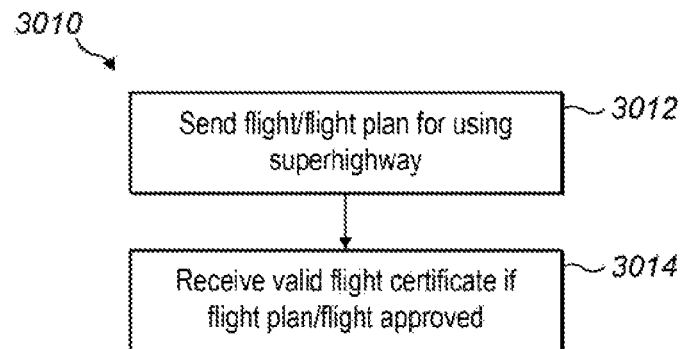 3010
Send flight/flight plan for using
superhighway
3012
Receive valid flight certificate if
flight plan/flight approved
3014